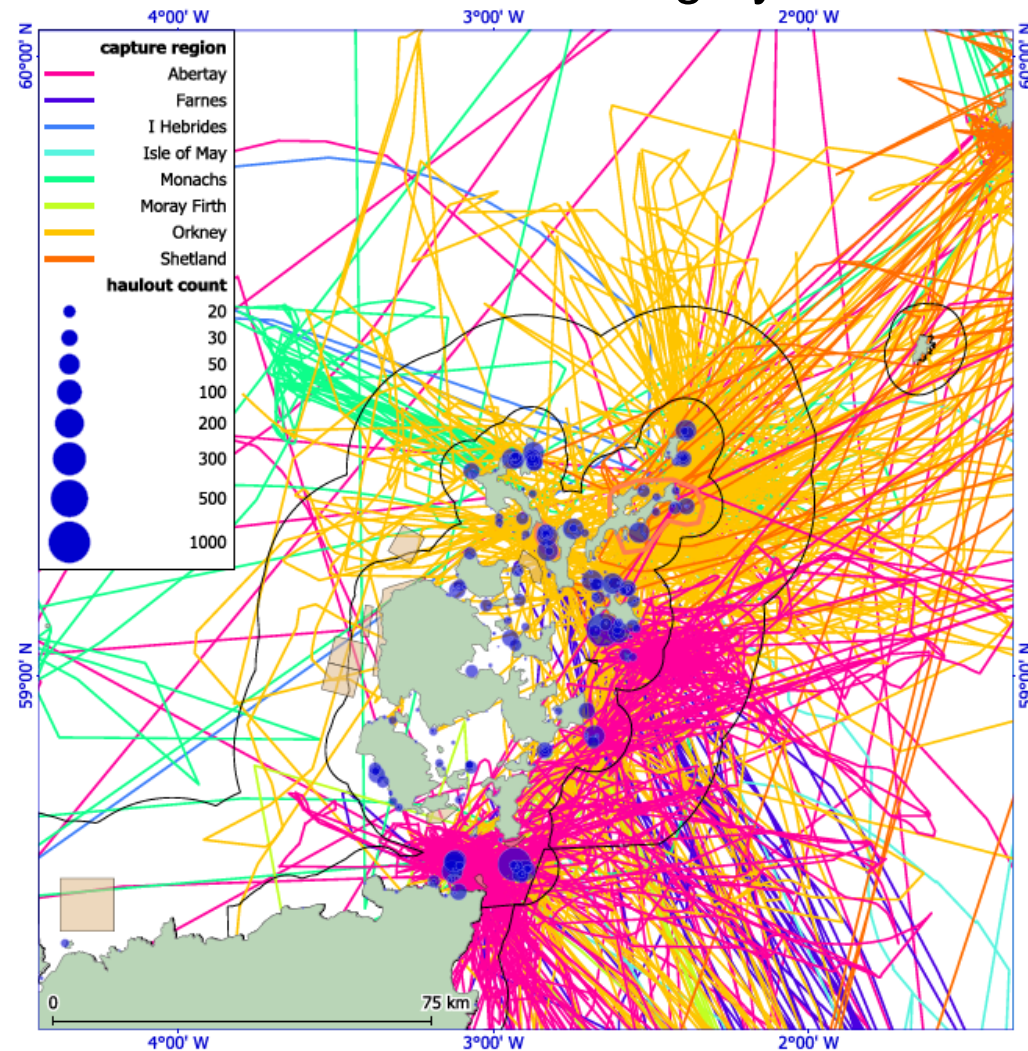 4°00' W 3°00' W 2°00' W
60°00' N 60°00' N
capture region
Abertay
Farnes
I Hebrides
Isle of May
Monachs
Moray Firth
Orkney
Shetland
haulout count
20
30
50
100
200
300
500
1000
59°00' N 59°00' N
0 75 km
4°00' W 3°00' W 2°00' W